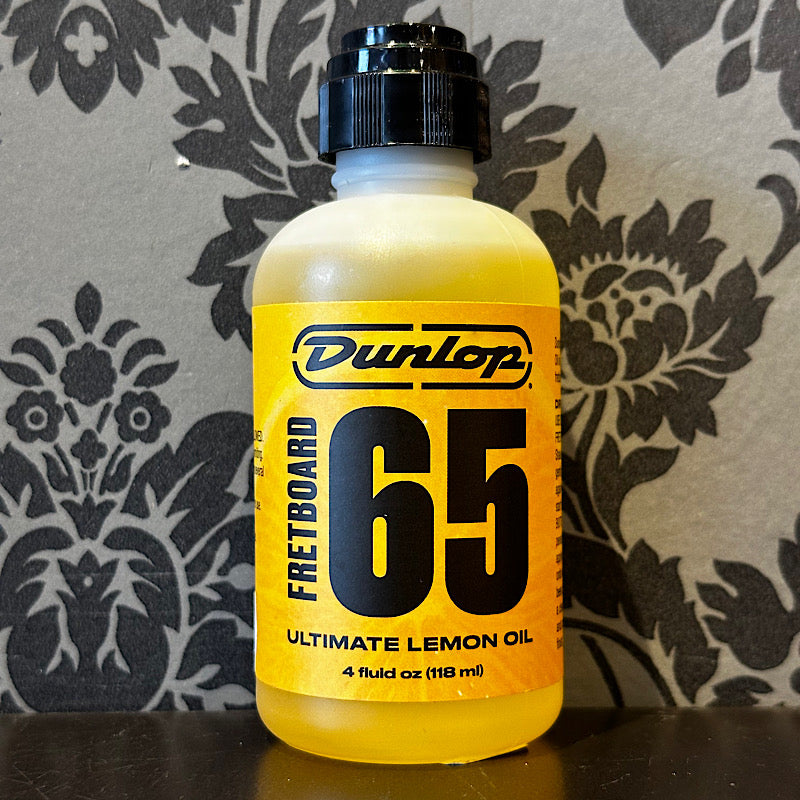 Dunlop
FRETBOARD
65
ULTIMATE LEMON OIL
4 fluid oz (118 ml)